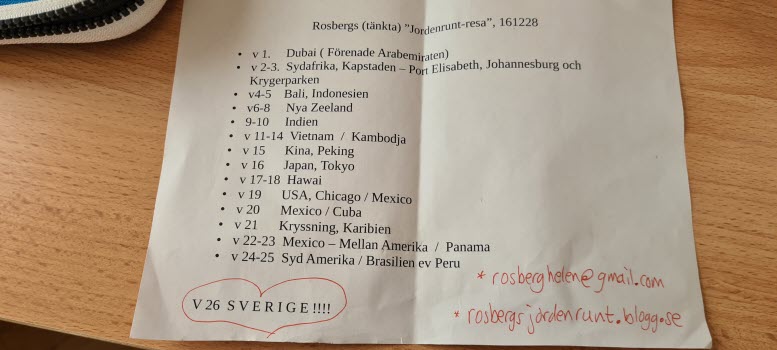 Rosbergs (tänkta) "Jordenrunt-resa", 161228
• v 1. Dubai ( Förenade Arabemiraten)
• v 2-3. Sydafrika, Kapstaden – Port Elisabeth, Johannesburg och
Krygerparken
• v4-5 Bali, Indonesien
• v6-8 Nya Zeeland
• 9-10 Indien
• v 11-14 Vietnam / Kambodja
• v 15 Kina, Peking
• v 16 Japan, Tokyo
• v 17-18 Hawai
• v 19 USA, Chicago / Mexico
• v 20 Mexico / Cuba
• v 21 Kryssning, Karibien
• v 22-23 Mexico – Mellan Amerika / Panama
• v 24-25 Syd Amerika / Brasilien ev Peru
* rosberghelen@gmail.com
V 26 S V E R I G E !!!!
* rosbergsjordenrunt.blogg.se